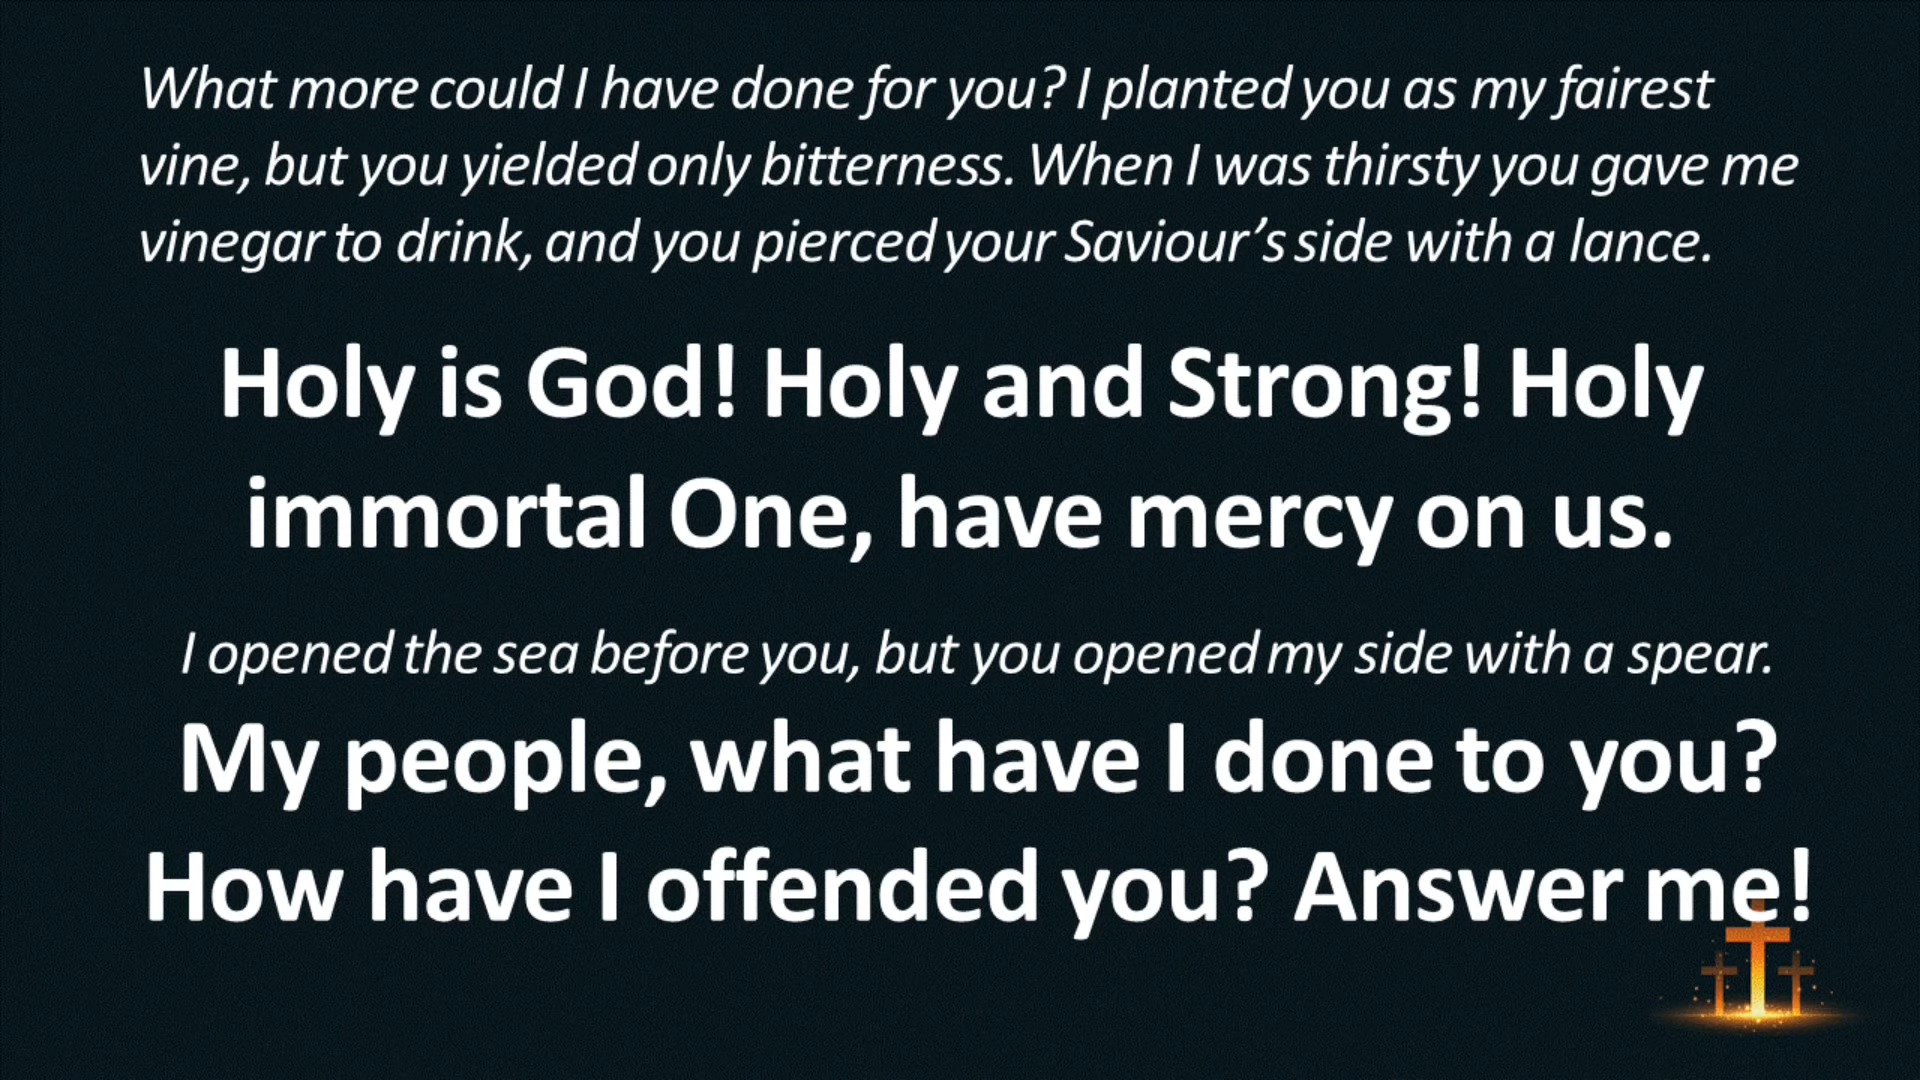 What more could I have done for you? I planted you as my fairest
vine, but you yielded only bitterness. When I was thirsty you gave me
vinegar to drink, and you pierced your Saviour’s side with a lance.
Holy is God! Holy and Strong! Holy
immortal One, have mercy on us.
I opened the sea before you, but you opened my side with a spear.
My people, what have I done to you?
How have I offended you? Answer me!